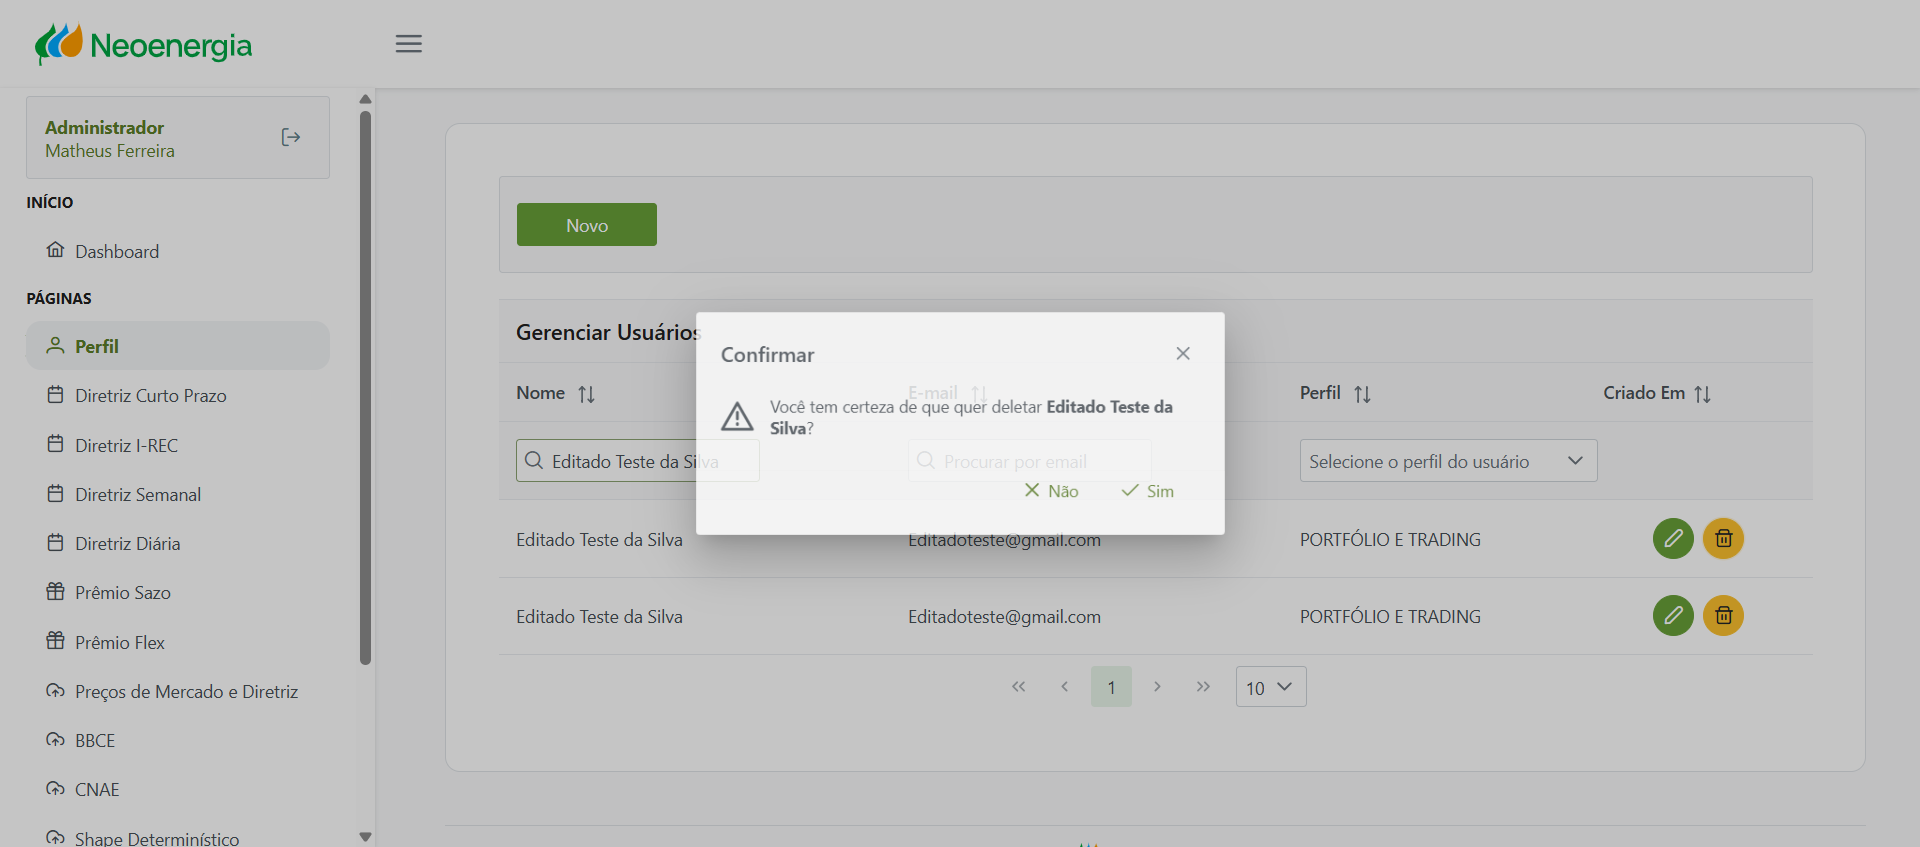 Neoenergia
Administrador
Matheus Ferreira
INÍCIO
Dashboard
PÁGINAS
Perfil
Diretriz Curto Prazo
Diretriz I-REC
Diretriz Semanal
Diretriz Diária
Prêmio Sazo
Prêmio Flex
Preços de Mercado e Diretriz
BBCE
CNAE
Shape Determinístico
Novo
Gerenciar Usuários
Nome
E-mail
Perfil
Criado Em
Editado Teste da Silva
Procurar por email
Selecione o perfil do usuário
Confirmar
Você tem certeza de que quer deletar Editado Teste da
Silva?
Não
Sim
Editado Teste da Silva
Editadoteste@gmail.com
PORTFÓLIO E TRADING
Editado Teste da Silva
Editadoteste@gmail.com
PORTFÓLIO E TRADING
1
10